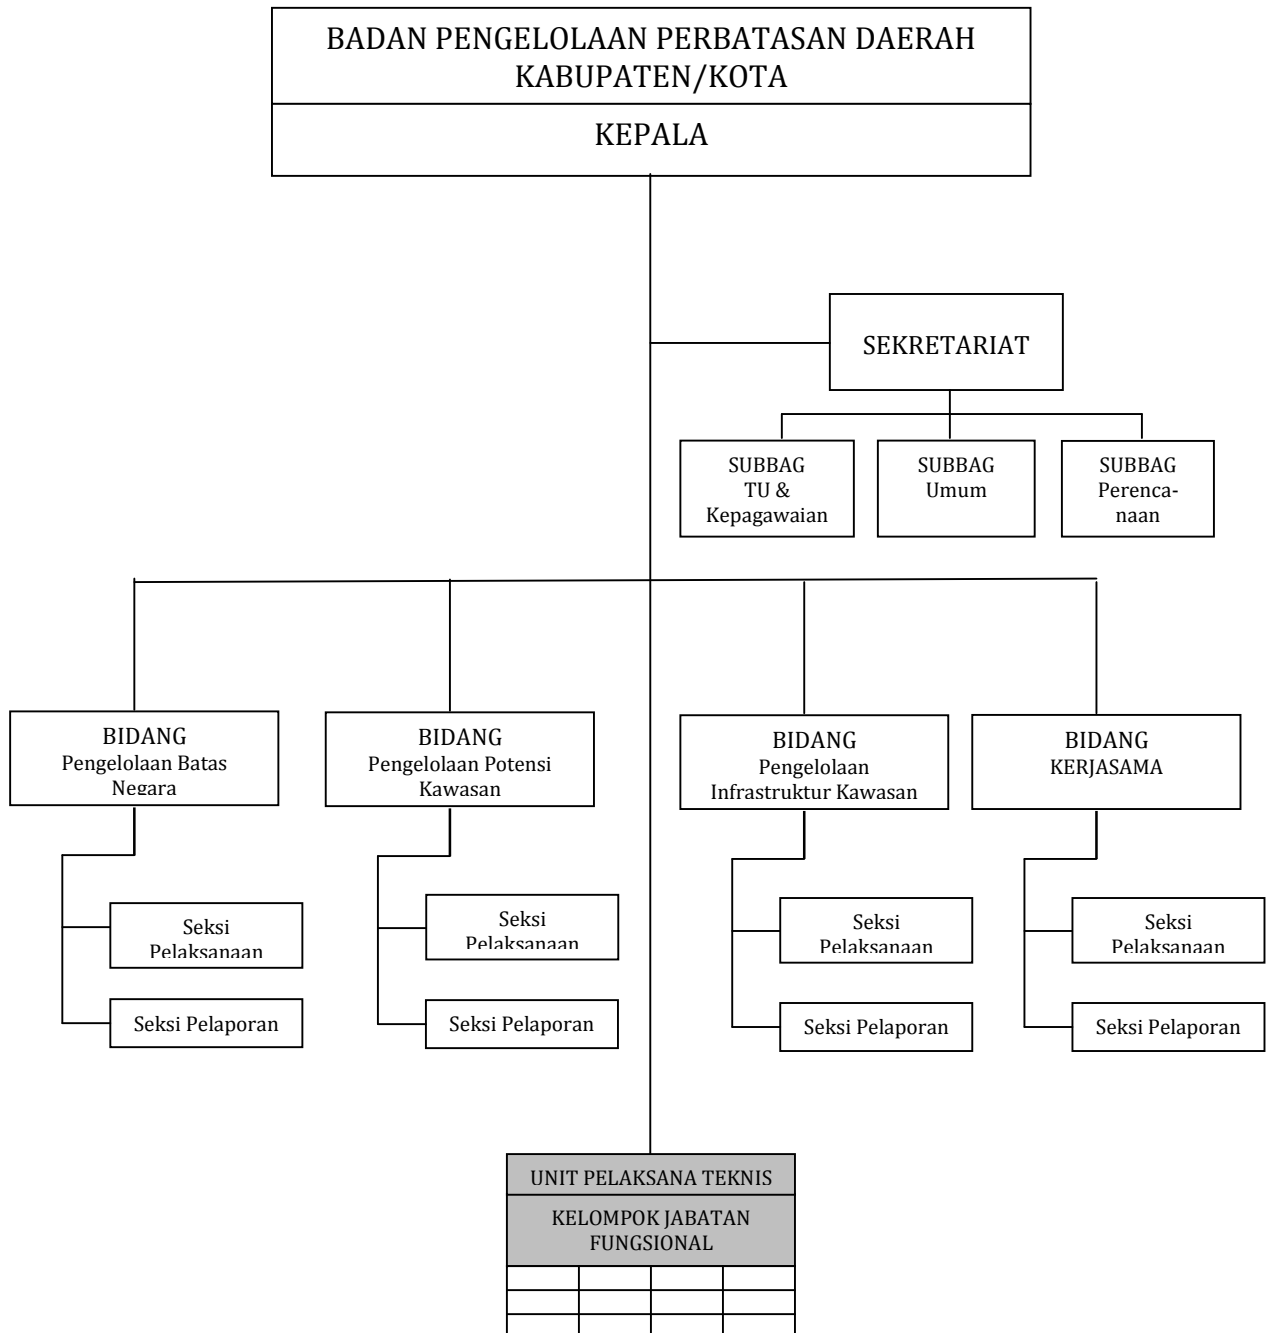 BADAN PENGELOLAAN PERBATASAN DAERAH
KABUPATEN/KOTA
KEPALA
SEKRETARIAT
SUBBAG
TU &
Kepagawaian
SUBBAG
Umum
SUBBAG
Perenca-
naan
BIDANG
Pengelolaan Batas
Negara
BIDANG
Pengelolaan Potensi
Kawasan
BIDANG
Pengelolaan
Infrastruktur Kawasan
BIDANG
KERJASAMA
Seksi
Pelaksanaan
Seksi Pelaporan
Seksi
Pelaksanaan
Seksi Pelaporan
Seksi
Pelaksanaan
Seksi Pelaporan
Seksi
Pelaksanaan
Seksi Pelaporan
UNIT PELAKSANA TEKNIS
KELOMPOK JABATAN
FUNGSIONAL